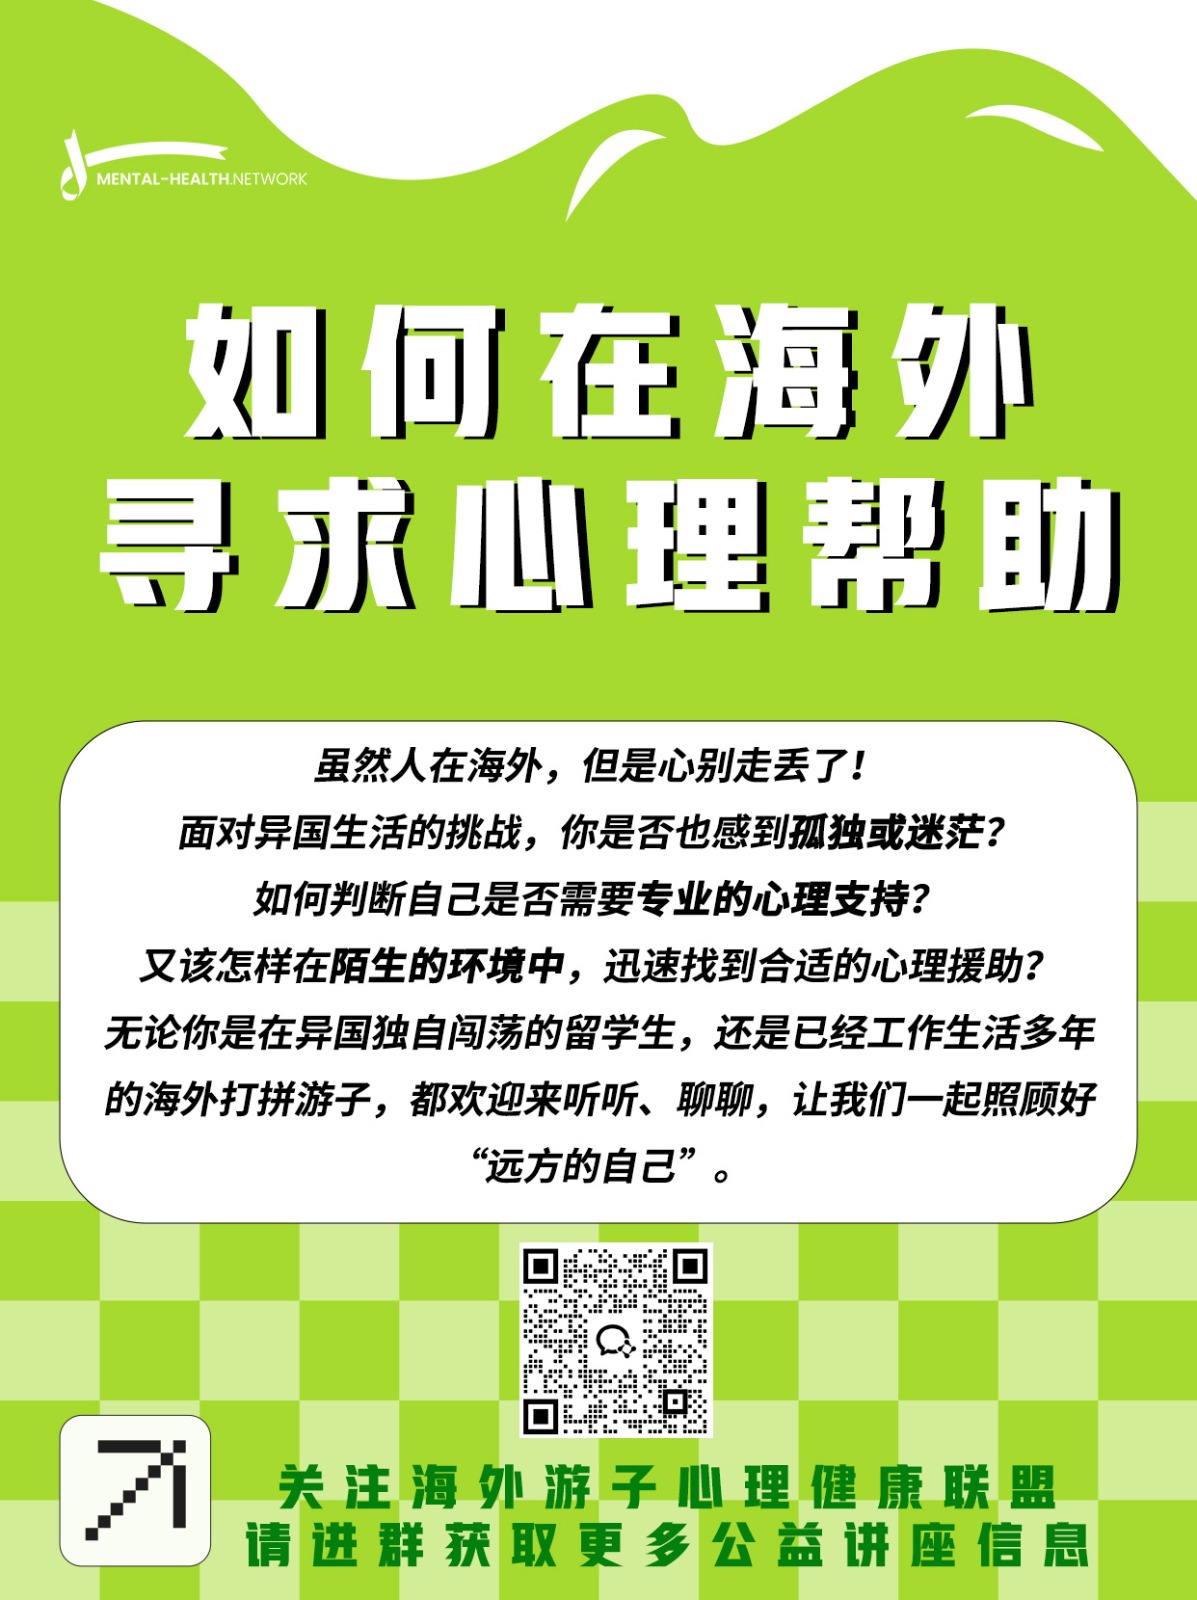 MENTAL-HEALTH.NETWORK
如何在海外
寻求心理帮助
虽然人在海外，但是心别走丢了！
面对异国生活的挑战，你是否也感到孤独或迷茫？
如何判断自己是否需要专业的心理支持？
又该怎样在陌生的环境中，迅速找到合适的心理援助？
无论你是在异国独自闯荡的留学生，还是已经工作生活多年
的海外打拼游子，都欢迎来听听、聊聊，让我们一起照顾好
“远方的自己”。
关注海外游子心理健康联盟
请进群获取更多公益讲座信息